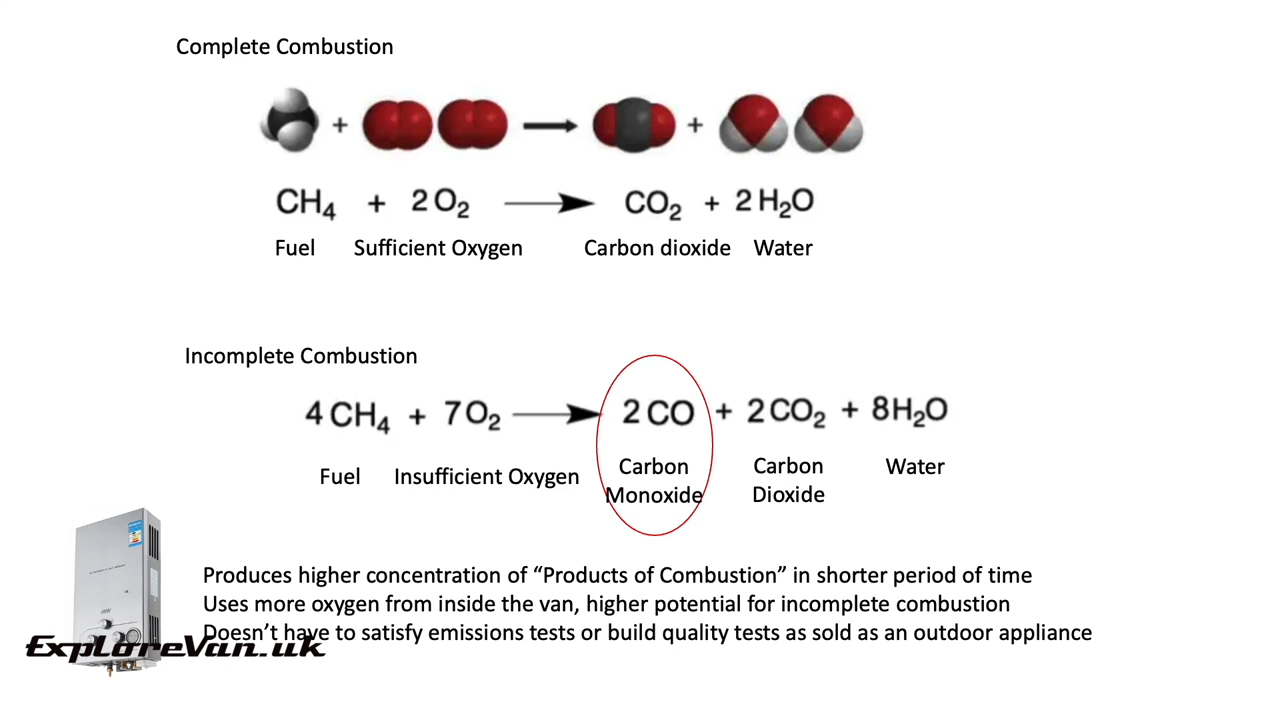 Complete Combustion
+ +
CH₄ + 2O₂ CO₂ + 2H₂O
Fuel Sufficient Oxygen Carbon dioxide Water
Incomplete Combustion
4CH₄ + 7O₂ 2CO + 2CO₂ + 8H₂O
Fuel Insufficient Oxygen Carbon Monoxide Carbon Dioxide Water
Produces higher concentration of “Products of Combustion” in shorter period of time
Uses more oxygen from inside the van, higher potential for incomplete combustion
Doesn’t have to satisfy emissions tests or build quality tests as sold as an outdoor appliance
ExploreVan.uk